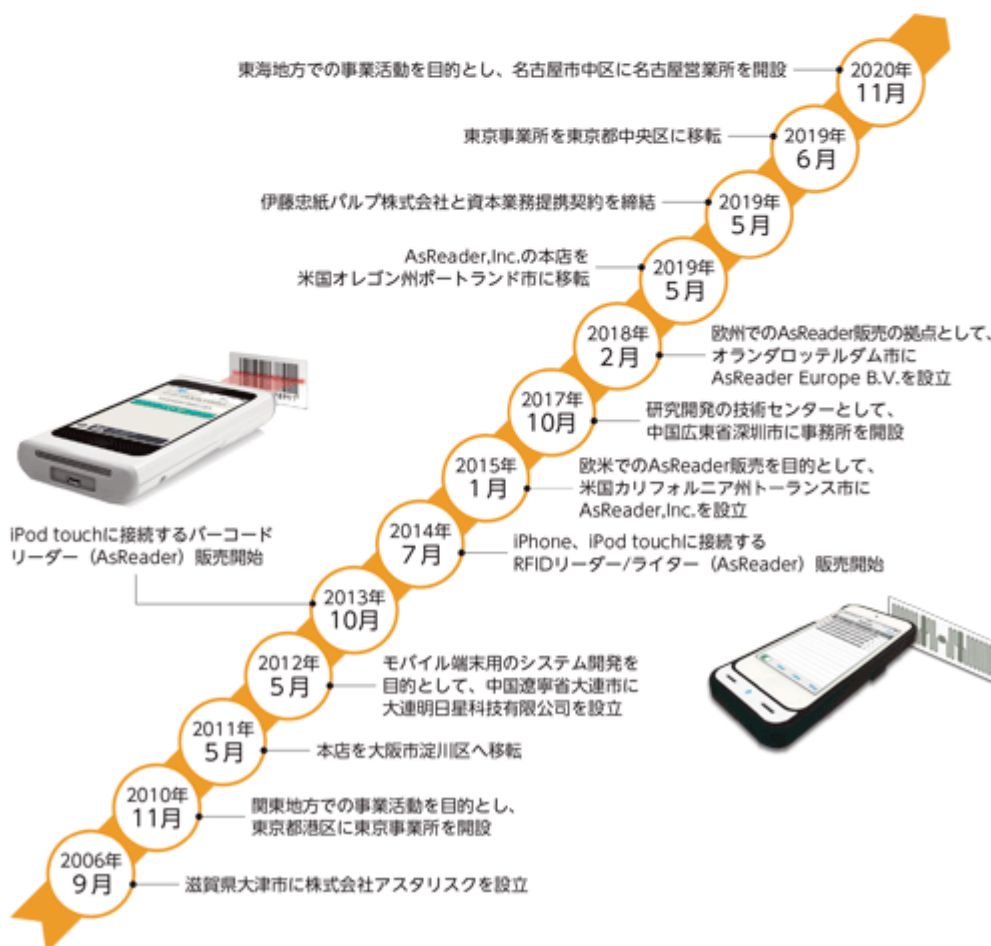 東海地方での事業活動を目的とし、名古屋市中区に名古屋営業所を開設
2020年
11月
東京事業所を東京都中央区に移転
2019年
6月
伊藤忠紙パルプ株式会社と資本業務提携契約を締結
2019年
5月
AsReader,Inc.の本店を
米国オレゴン州ポートランド市に移転
2019年
5月
2018年
2月
欧州でのAsReader販売の拠点として、
オランダロッテルダム市に
AsReader Europe B.V.を設立
2017年
10月
研究開発の技術センターとして、
中国広東省深圳市に事務所を開設
2015年
1月
欧米でのAsReader販売を目的として、
米国カリフォルニア州トーランス市に
AsReader,Inc.を設立
2014年
7月
iPhone、iPod touchに接続する
RFIDリーダー/ライター（AsReader）販売開始
iPod touchに接続するバーコード
リーダー（AsReader）販売開始
2013年
10月
2012年
5月
モバイル端末用のシステム開発を
目的として、中国遼寧省大連市に
大連明日星科技有限公司を設立
2011年
5月
本店を大阪市淀川区へ移転
2010年
11月
関東地方での事業活動を目的とし、
東京都港区に東京事業所を開設
2006年
9月
滋賀県大津市に株式会社アスタリスクを設立